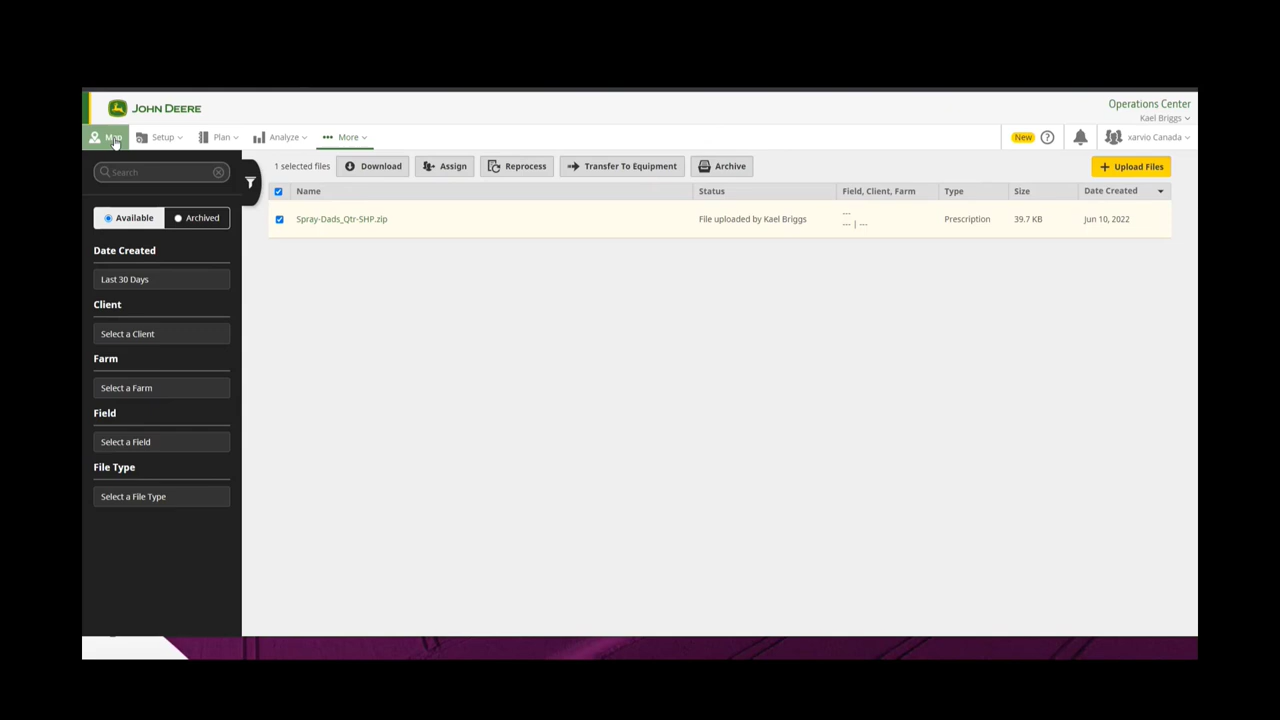 JOHN DEERE
Operations Center
Kael Briggs
Map
Setup
Plan
Analyze
More
New
xarvio Canada
Search
1 selected files
Download
Assign
Reprocess
Transfer To Equipment
Archive
Upload Files
Name
Status
Field, Client, Farm
Type
Size
Date Created
Spray-Dads_Qtr-SHP.zip
File uploaded by Kael Briggs
---
--- | ---
Prescription
39.7 KB
Jun 10, 2022
Available
Archived
Date Created
Last 30 Days
Client
Select a Client
Farm
Select a Farm
Field
Select a Field
File Type
Select a File Type